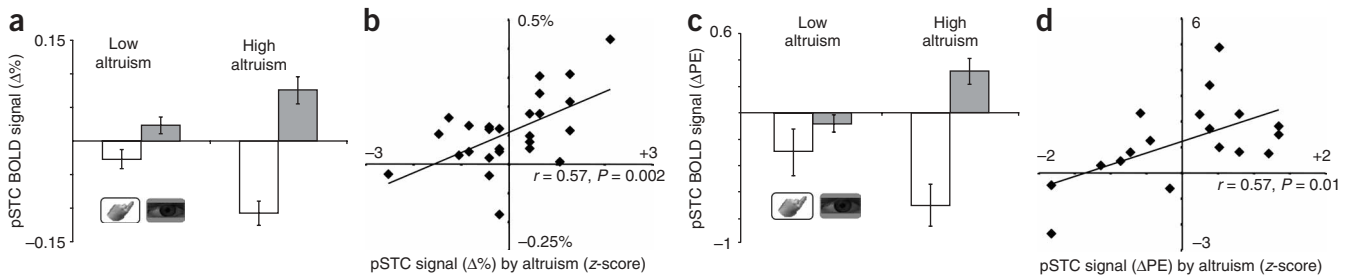 a
pSTC BOLD signal (Δ%)
0.15
−0.15
Low
altruism
High
altruism
b
0.5%
−3
+3
r = 0.57, P = 0.002
−0.25%
pSTC signal (Δ%) by altruism (z-score)
c
pSTC BOLD signal (ΔPE)
0.6
−1
Low
altruism
High
altruism
d
6
−2
+2
r = 0.57, P = 0.01
−3
pSTC signal (ΔPE) by altruism (z-score)